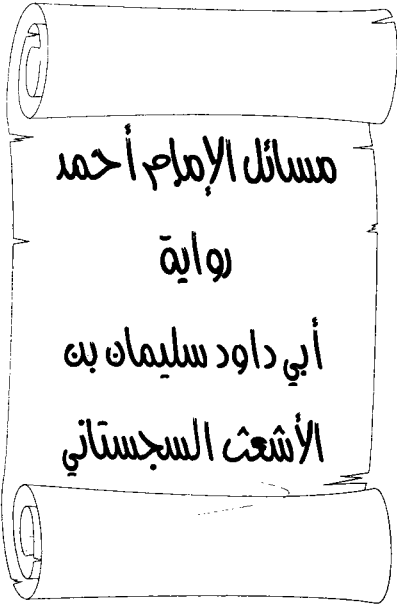 مسائل الإمام أحمد
رواية
أبي داود سليمان بن
الأشعث السجستاني